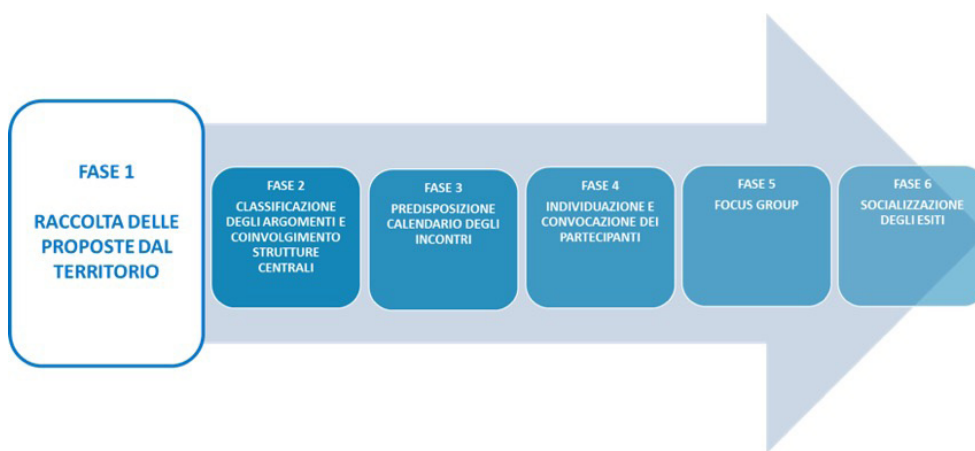 FASE 1
RACCOLTA DELLE
PROPOSTE DAL
TERRITORIO
FASE 2
CLASSIFICAZIONE
DEGLI ARGOMENTI E
COINVOLGIMENTO
STRUTTURE
CENTRALI
FASE 3
PREDISPOSIZIONE
CALENDARIO DEGLI
INCONTRI
FASE 4
INDIVIDUAZIONE E
CONVOCAZIONE DEI
PARTECIPANTI
FASE 5
FOCUS GROUP
FASE 6
SOCIALIZZAZIONE
DEGLI ESITI